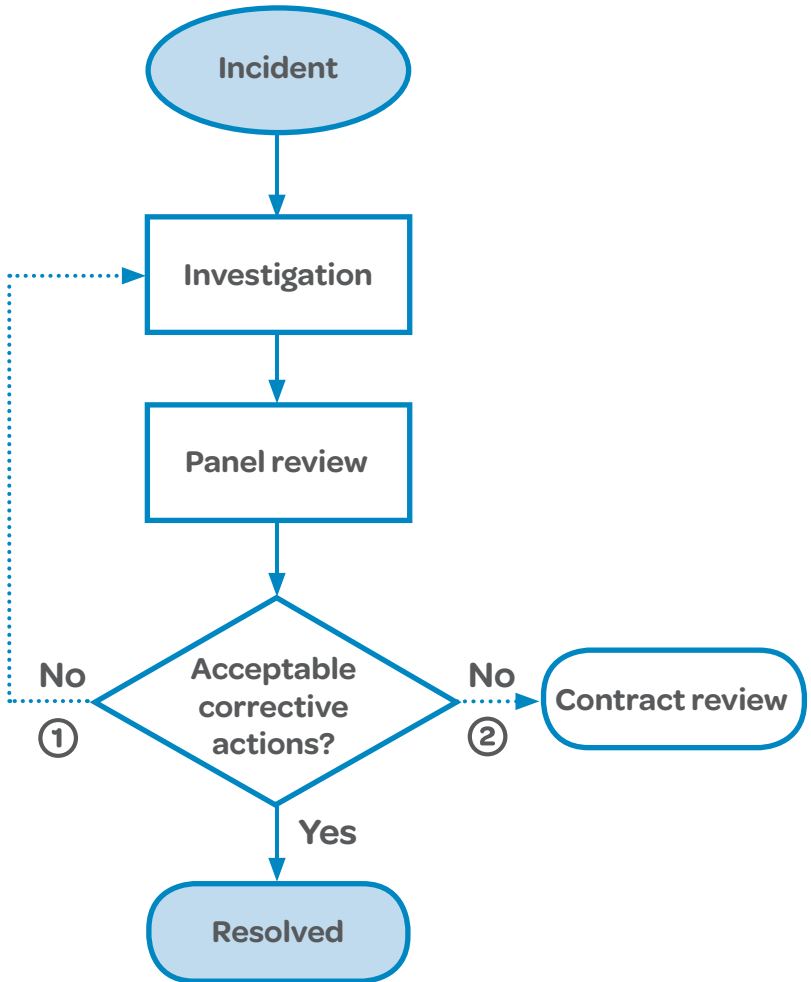 Incident
Investigation
Panel review
Acceptable
corrective
actions?
No
①
No
②
Contract review
Yes
Resolved